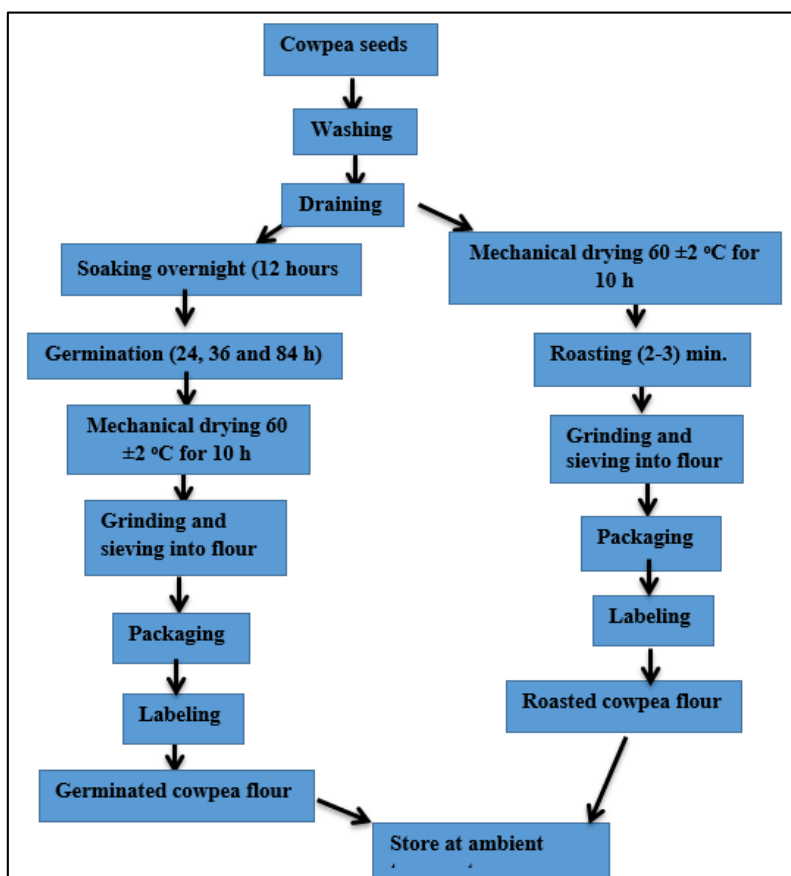 Cowpea seeds
Washing
Draining
Soaking overnight (12 hours
Germination (24, 36 and 84 h)
Mechanical drying 60
±2 °C for 10 h
Grinding and
sieving into flour
Packaging
Labeling
Germinated cowpea flour
Mechanical drying 60 ±2 °C for
10 h
Roasting (2-3) min.
Grinding and
sieving into flour
Packaging
Labeling
Roasted cowpea flour
Store at ambient